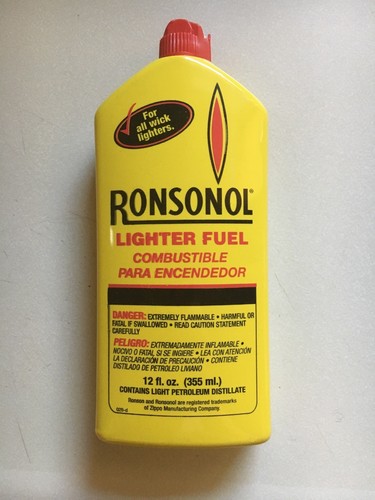 For
all wick
lighters.
RONSONOL®
LIGHTER FUEL
COMBUSTIBLE
PARA ENCENDEDOR
DANGER: EXTREMELY FLAMMABLE • HARMFUL OR
FATAL IF SWALLOWED • READ CAUTION STATEMENT
CAREFULLY
PELIGRO: EXTREMADAMENTE INFLAMABLE •
NOCIVO O FATAL SI SE INGIERE • LEA CON ATENCIÓN
LA DECLARACIÓN DE PRECAUCIÓN • CONTIENE
DISTILADO DE PETROLEO LIVIANO
12 fl. oz. (355 ml.)
CONTAINS LIGHT PETROLEUM DISTILLATE
Ronson and Ronsonol are registered trademarks
of Zippo Manufacturing Company.